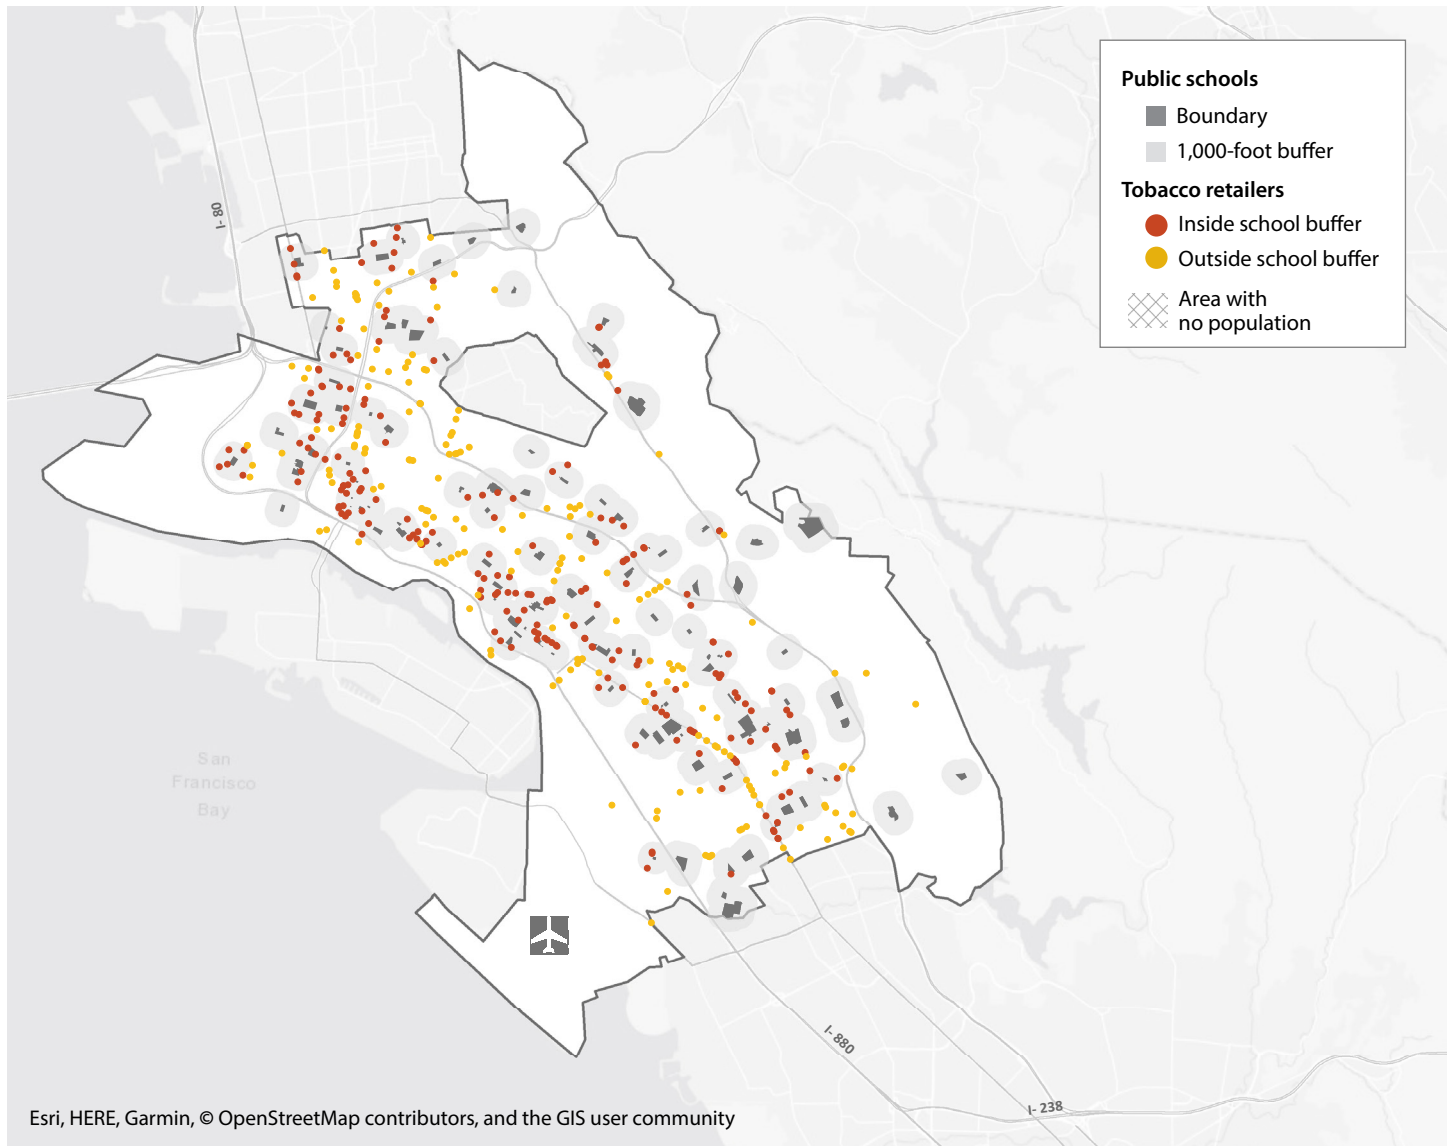 Public schools
Boundary
1,000-foot buffer
Tobacco retailers
Inside school buffer
Outside school buffer
Area with
no population
I- 80
San
Francisco
Bay
I- 880
I- 238
Esri, HERE, Garmin, © OpenStreetMap contributors, and the GIS user community